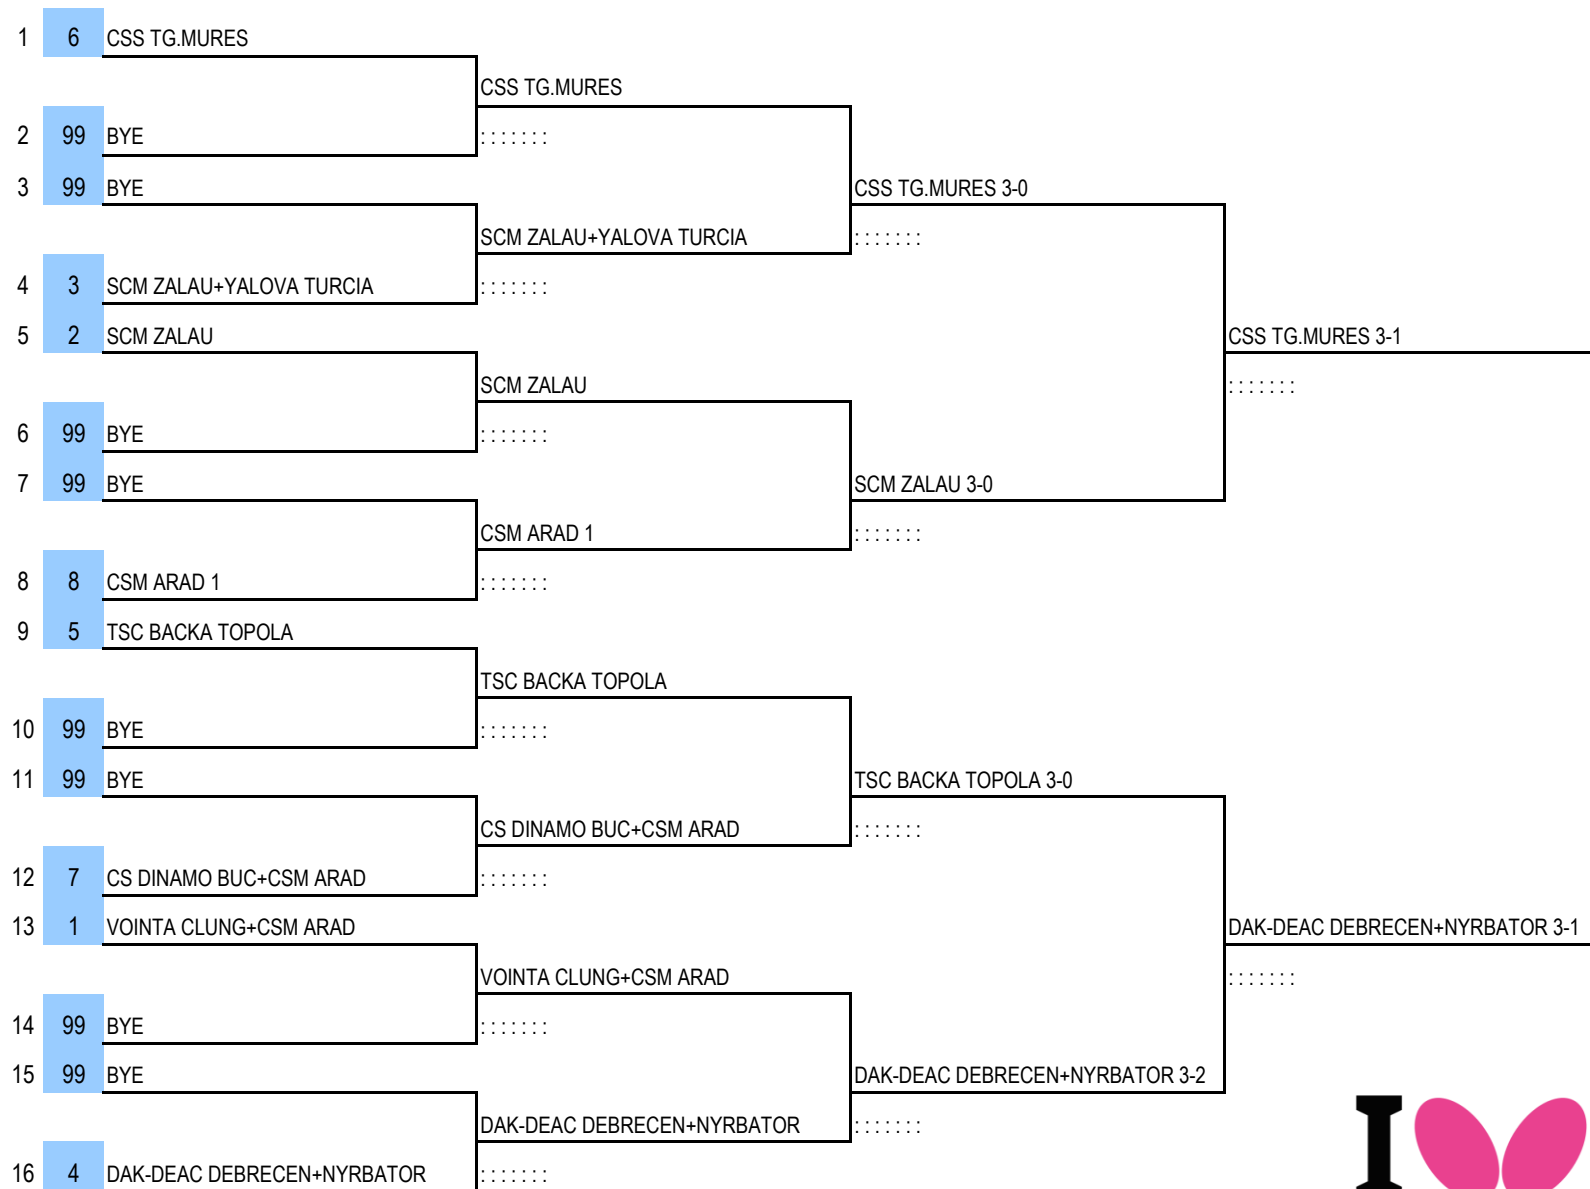 1 6 CSS TG.MURES
CSS TG.MURES
2 99 BYE : : : : : : :
3 99 BYE CSS TG.MURES 3-0
SCM ZALAU+YALOVA TURCIA : : : : : : :
4 3 SCM ZALAU+YALOVA TURCIA : : : : : : :
5 2 SCM ZALAU CSS TG.MURES 3-1
SCM ZALAU : : : : : : :
6 99 BYE : : : : : : :
7 99 BYE SCM ZALAU 3-0
CSM ARAD 1 : : : : : : :
8 8 CSM ARAD 1 : : : : : : :
9 5 TSC BACKA TOPOLA
TSC BACKA TOPOLA
10 99 BYE : : : : : : :
11 99 BYE TSC BACKA TOPOLA 3-0
CS DINAMO BUC+CSM ARAD : : : : : : :
12 7 CS DINAMO BUC+CSM ARAD : : : : : : :
13 1 VOINTA CLUNG+CSM ARAD DAK-DEAC DEBRECEN+NYRBATOR 3-1
VOINTA CLUNG+CSM ARAD : : : : : : :
14 99 BYE : : : : : : :
15 99 BYE DAK-DEAC DEBRECEN+NYRBATOR 3-2
DAK-DEAC DEBRECEN+NYRBATOR : : : : : : :
16 4 DAK-DEAC DEBRECEN+NYRBATOR : : : : : : :
I